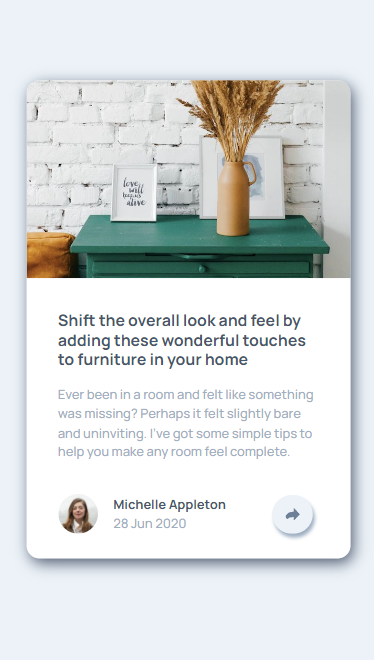 love
will
begins
alive
Shift the overall look and feel by
adding these wonderful touches
to furniture in your home
Ever been in a room and felt like something
was missing? Perhaps it felt slightly bare
and uninviting. I've got some simple tips to
help you make any room feel complete.
Michelle Appleton
28 Jun 2020